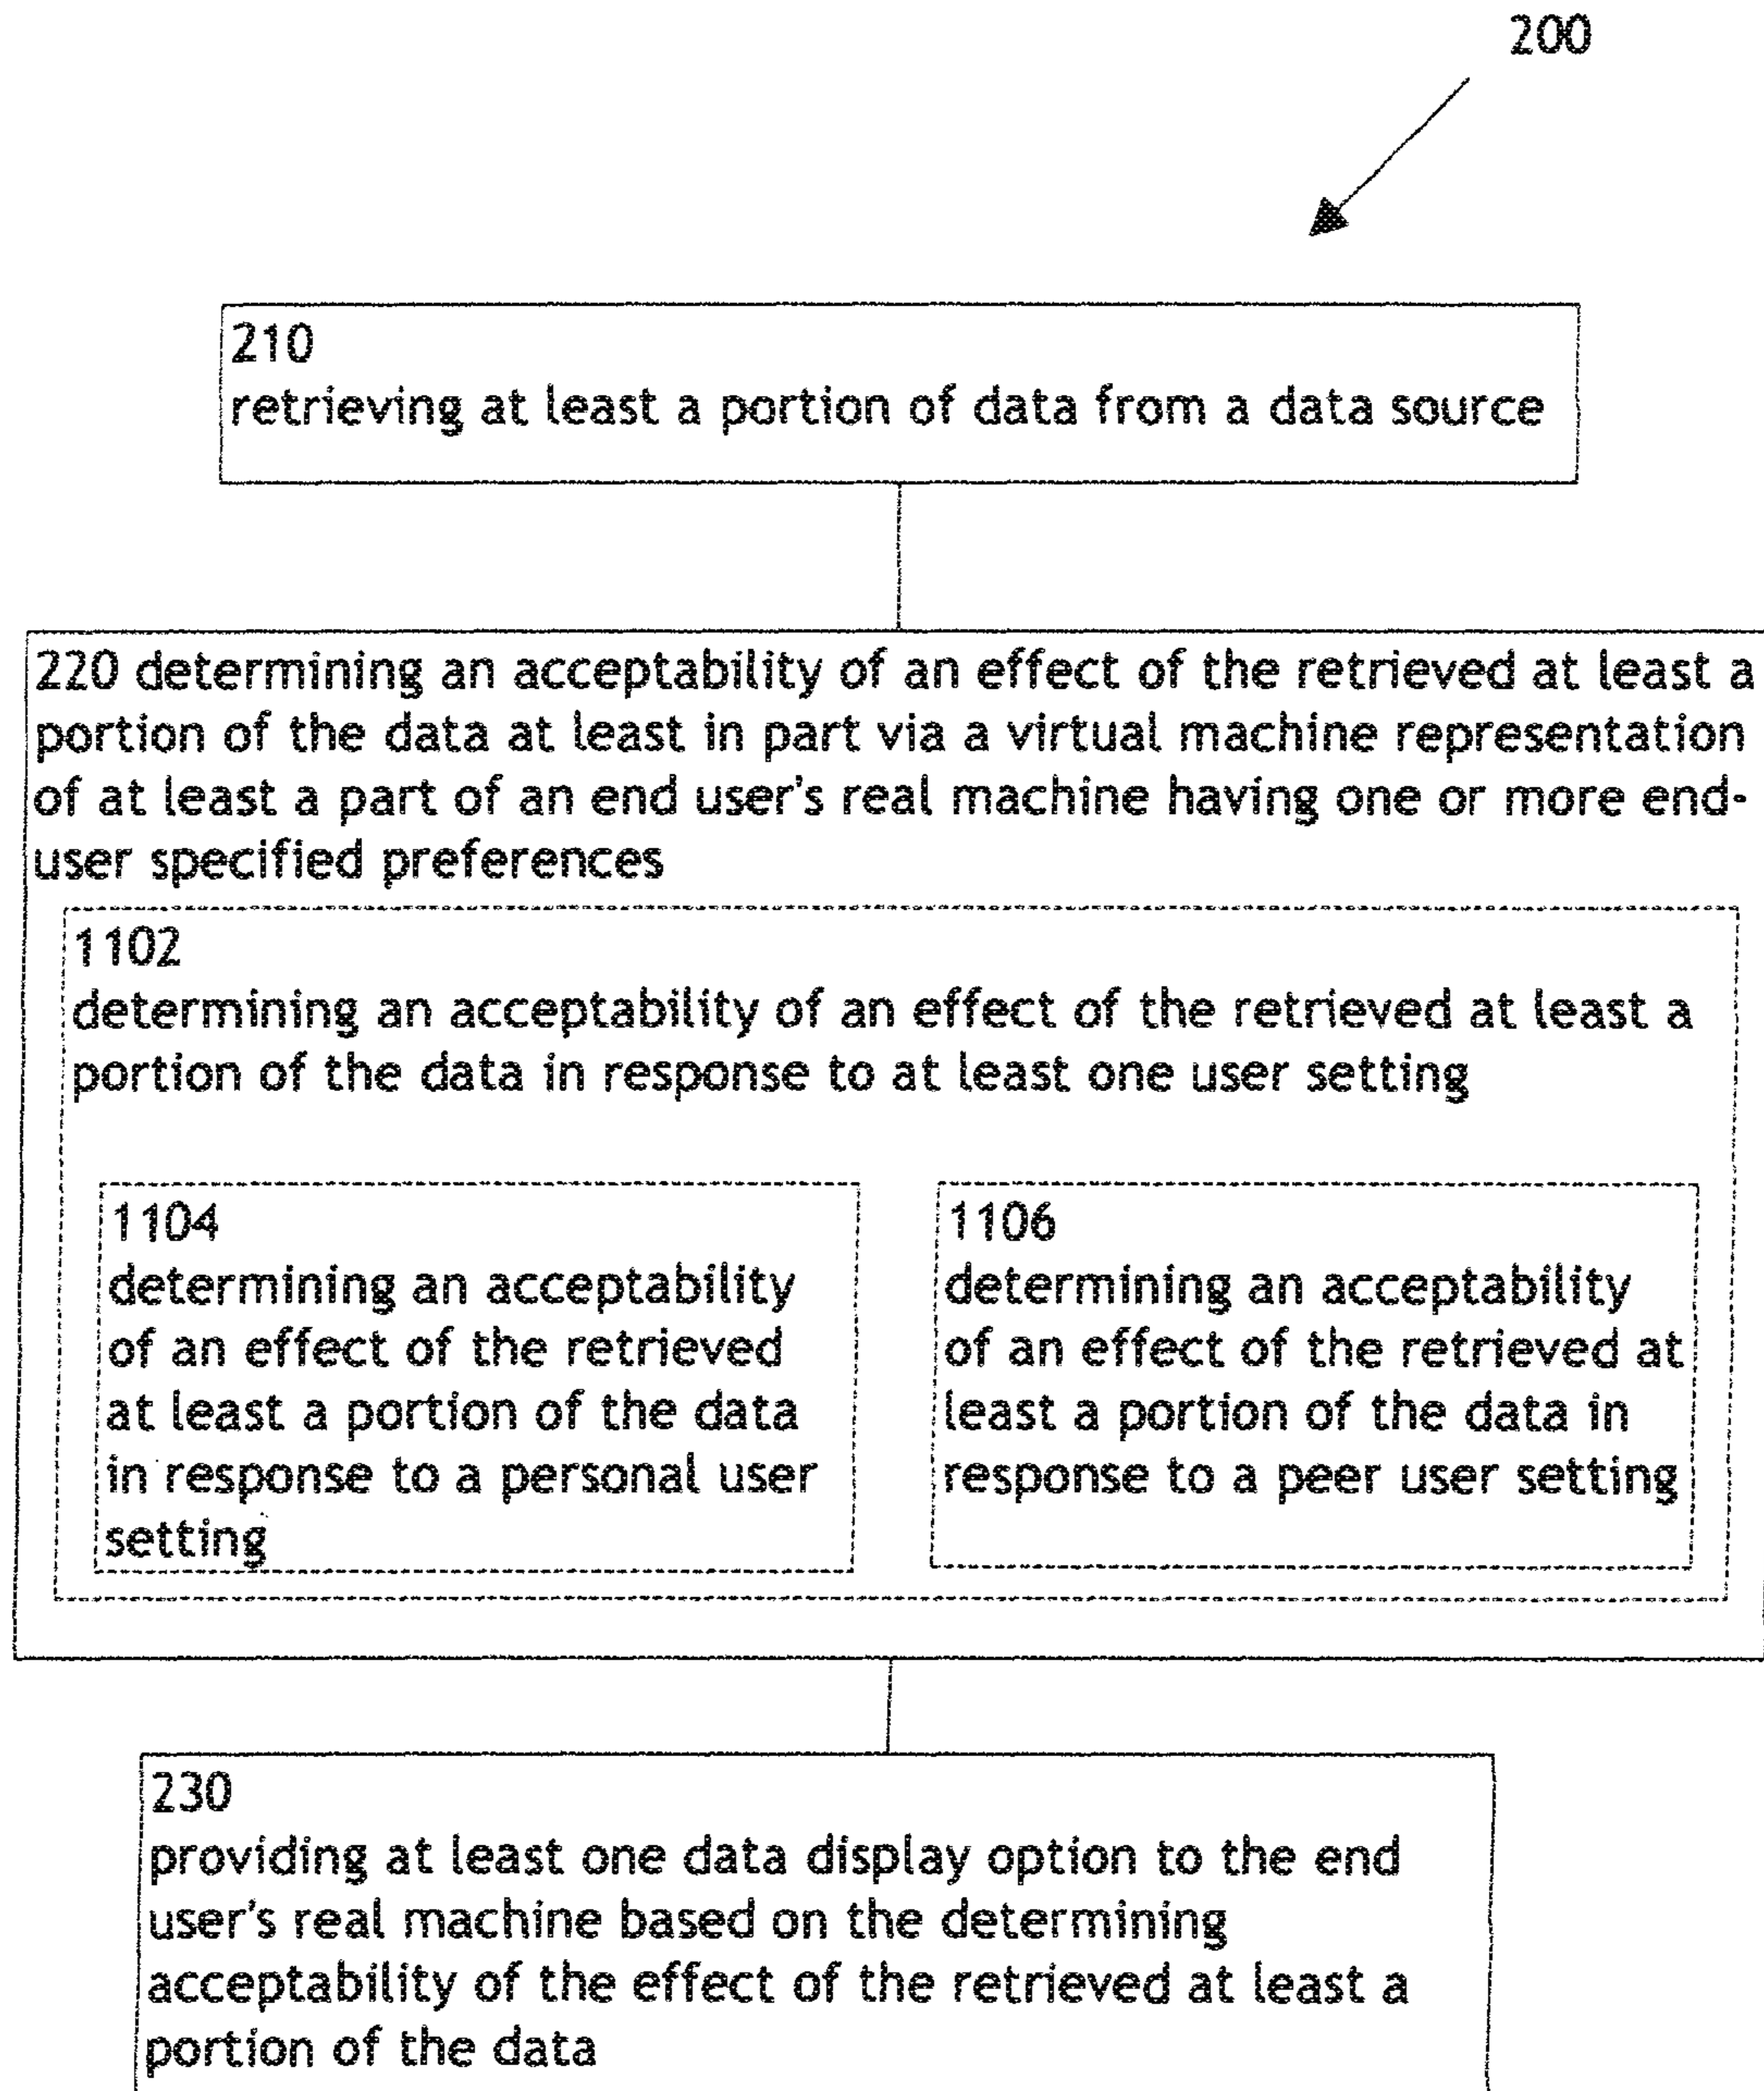 200
210
retrieving at least a portion of data from a data source
220 determining an acceptability of an effect of the retrieved at least a
portion of the data at least in part via a virtual machine representation
of at least a part of an end user's real machine having one or more end-
user specified preferences
1102
determining an acceptability of an effect of the retrieved at least a
portion of the data in response to at least one user setting
1104
determining an acceptability
of an effect of the retrieved
at least a portion of the data
in response to a personal user
setting
1106
determining an acceptability
of an effect of the retrieved at
least a portion of the data in
response to a peer user setting
230
providing at least one data display option to the end
user's real machine based on the determining
acceptability of the effect of the retrieved at least a
portion of the data